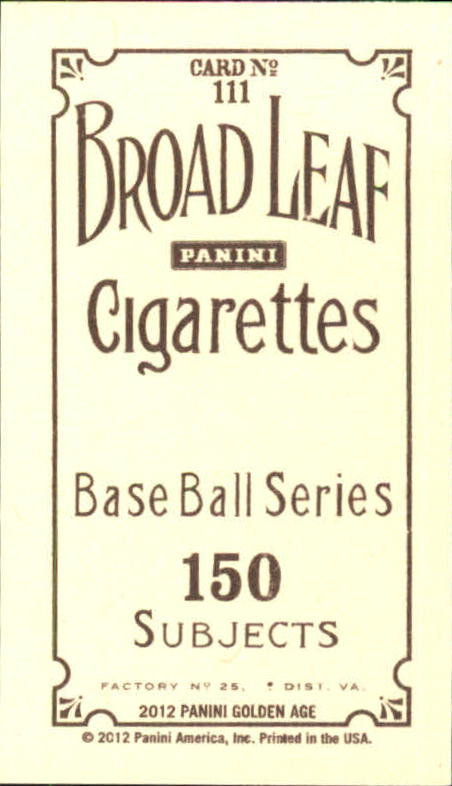 CARD Nº
111
BROAD LEAF
PANINI
Cigarettes
Base Ball Series
150
SUBJECTS
FACTORY Nº 25, DIST. VA.
2012 PANINI GOLDEN AGE
© 2012 Panini America, Inc. Printed in the USA.